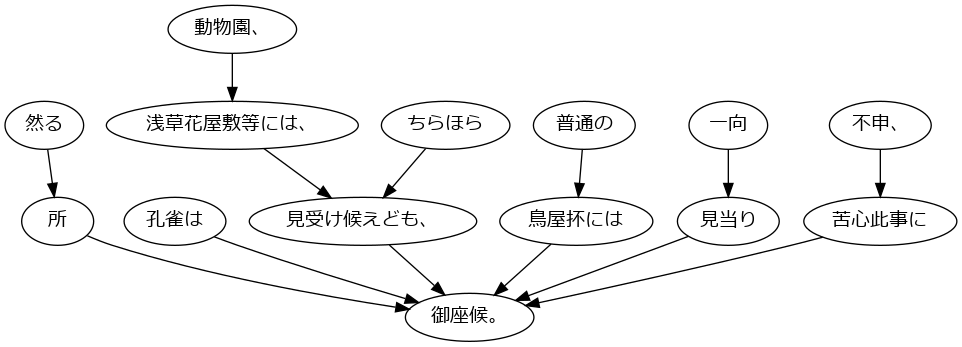 動物園、
然る
浅草花屋敷等には、
ちらほら
普通の
一向
不申、
所
孔雀は
見受け候えども、
鳥屋抔には
見当り
苦心此事に
御座候。